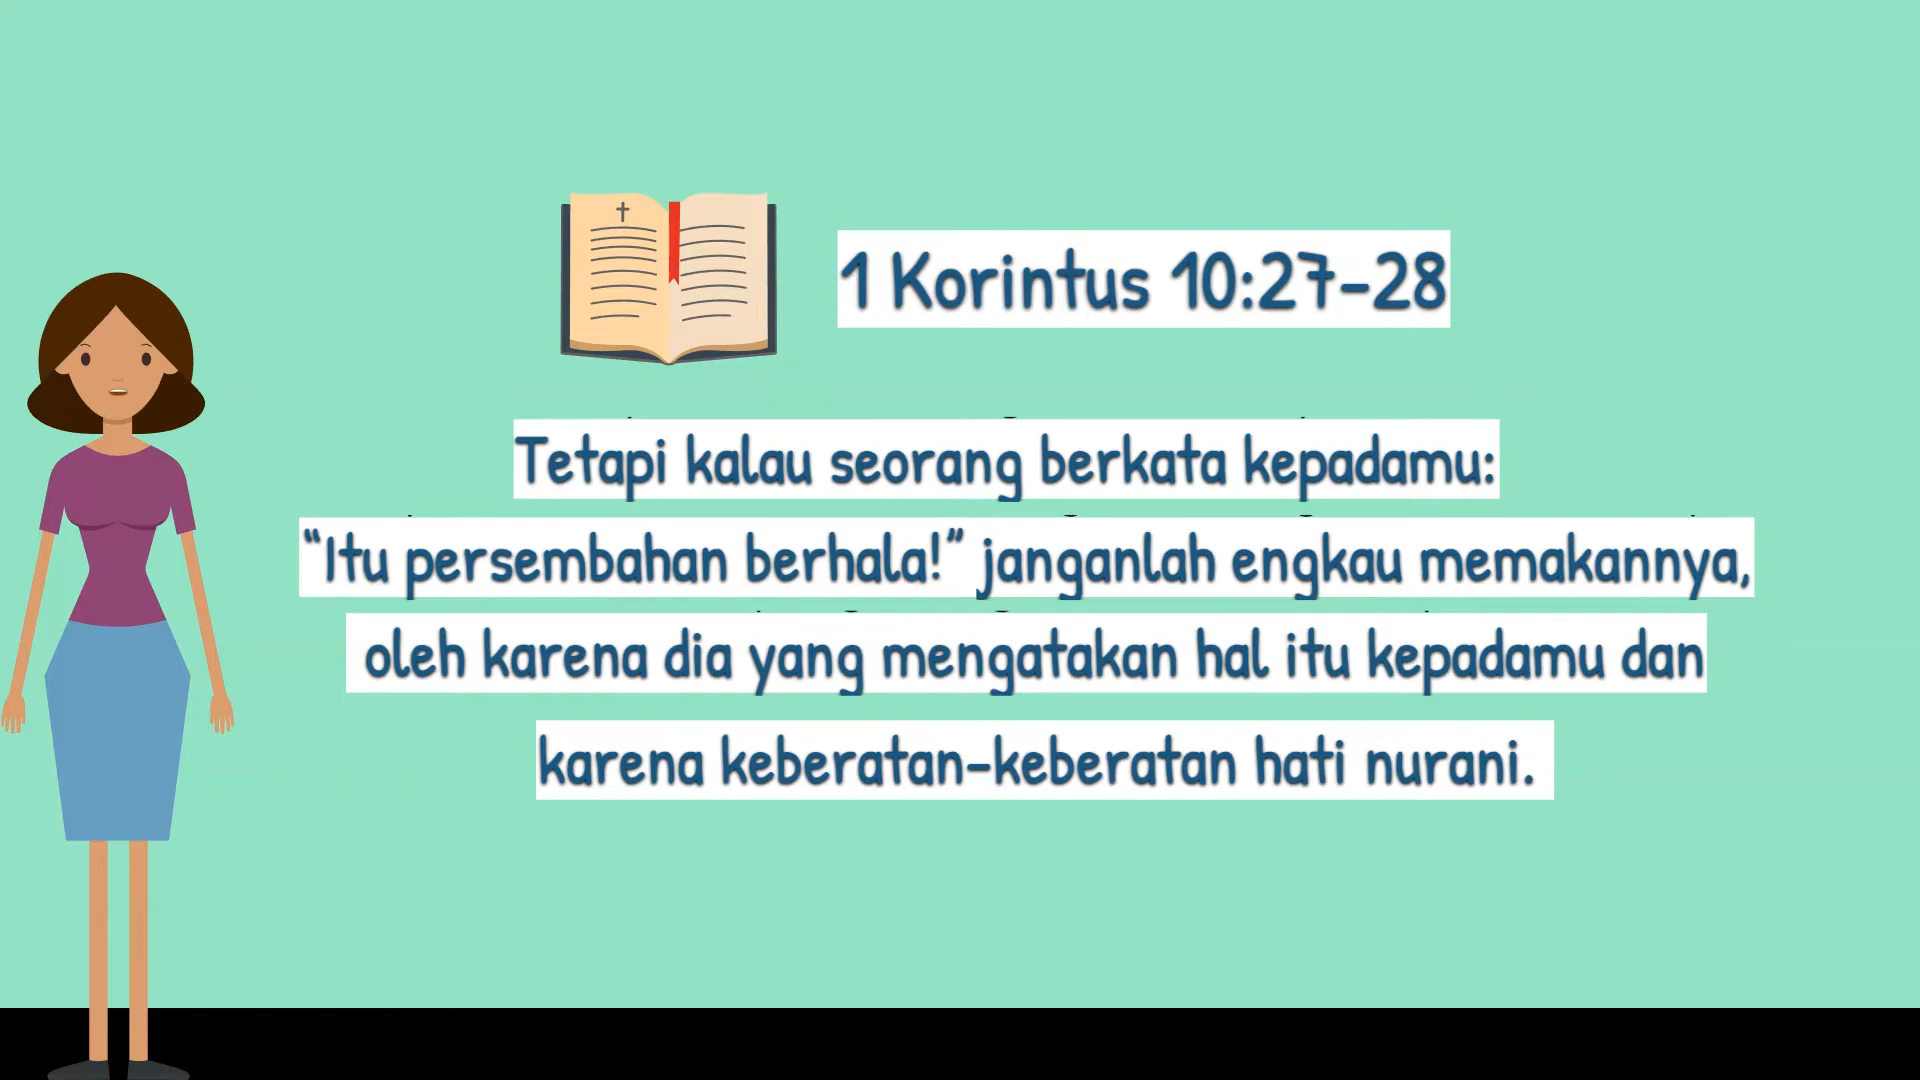 1 Korintus 10:27-28
Tetapi kalau seorang berkata kepadamu:
“Itu persembahan berhala!” janganlah engkau memakannya,
oleh karena dia yang mengatakan hal itu kepadamu dan
karena keberatan-keberatan hati nurani.